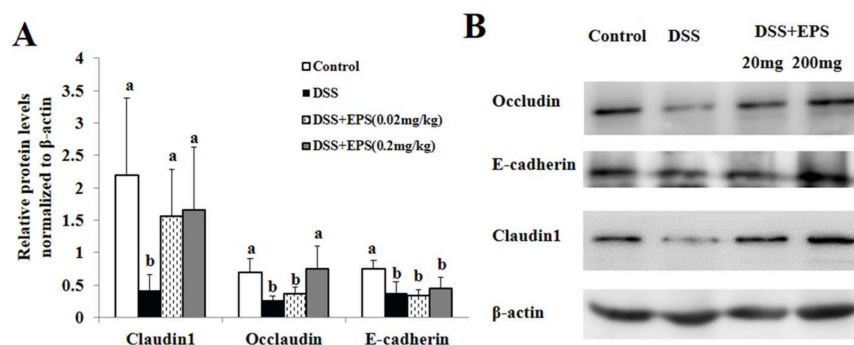 A
Relative protein levels
normalized to β-actin
4
3.5
3
2.5
2
1.5
1
0.5
0
a
b
a
a
a
b
b
a
a
b
b
b
Control
DSS
DSS+EPS(0.02mg/kg)
DSS+EPS(0.2mg/kg)
Claudin1
Occlaudin
E-cadherin
B
Control
DSS
DSS+EPS
20mg 200mg
Occludin
E-cadherin
Claudin1
β-actin